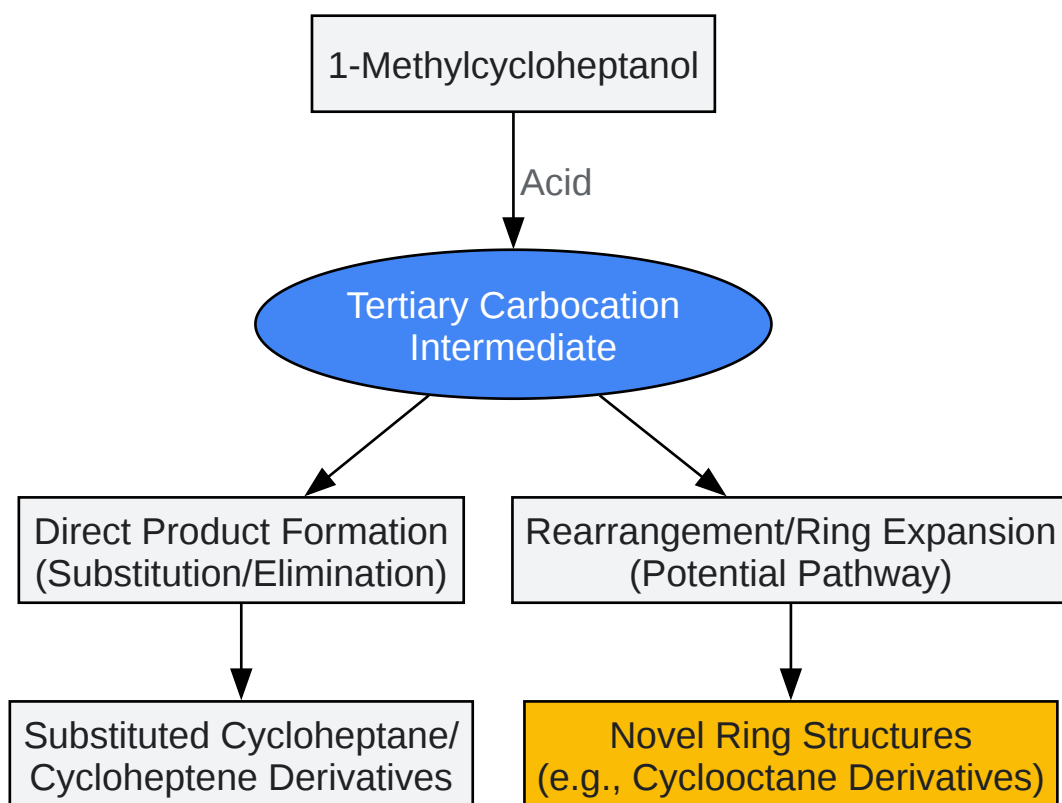 1-Methylcycloheptanol
Acid
Tertiary Carbocation
Intermediate
Direct Product Formation
(Substitution/Elimination)
Rearrangement/Ring Expansion
(Potential Pathway)
Substituted Cycloheptane/
Cycloheptene Derivatives
Novel Ring Structures
(e.g., Cyclooctane Derivatives)